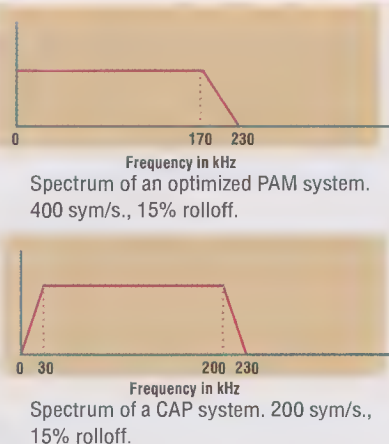 0 170 230
Frequency in kHz
Spectrum of an optimized PAM system.
400 sym/s., 15% rolloff.
0 30 200 230
Frequency in kHz
Spectrum of a CAP system. 200 sym/s.,
15% rolloff.